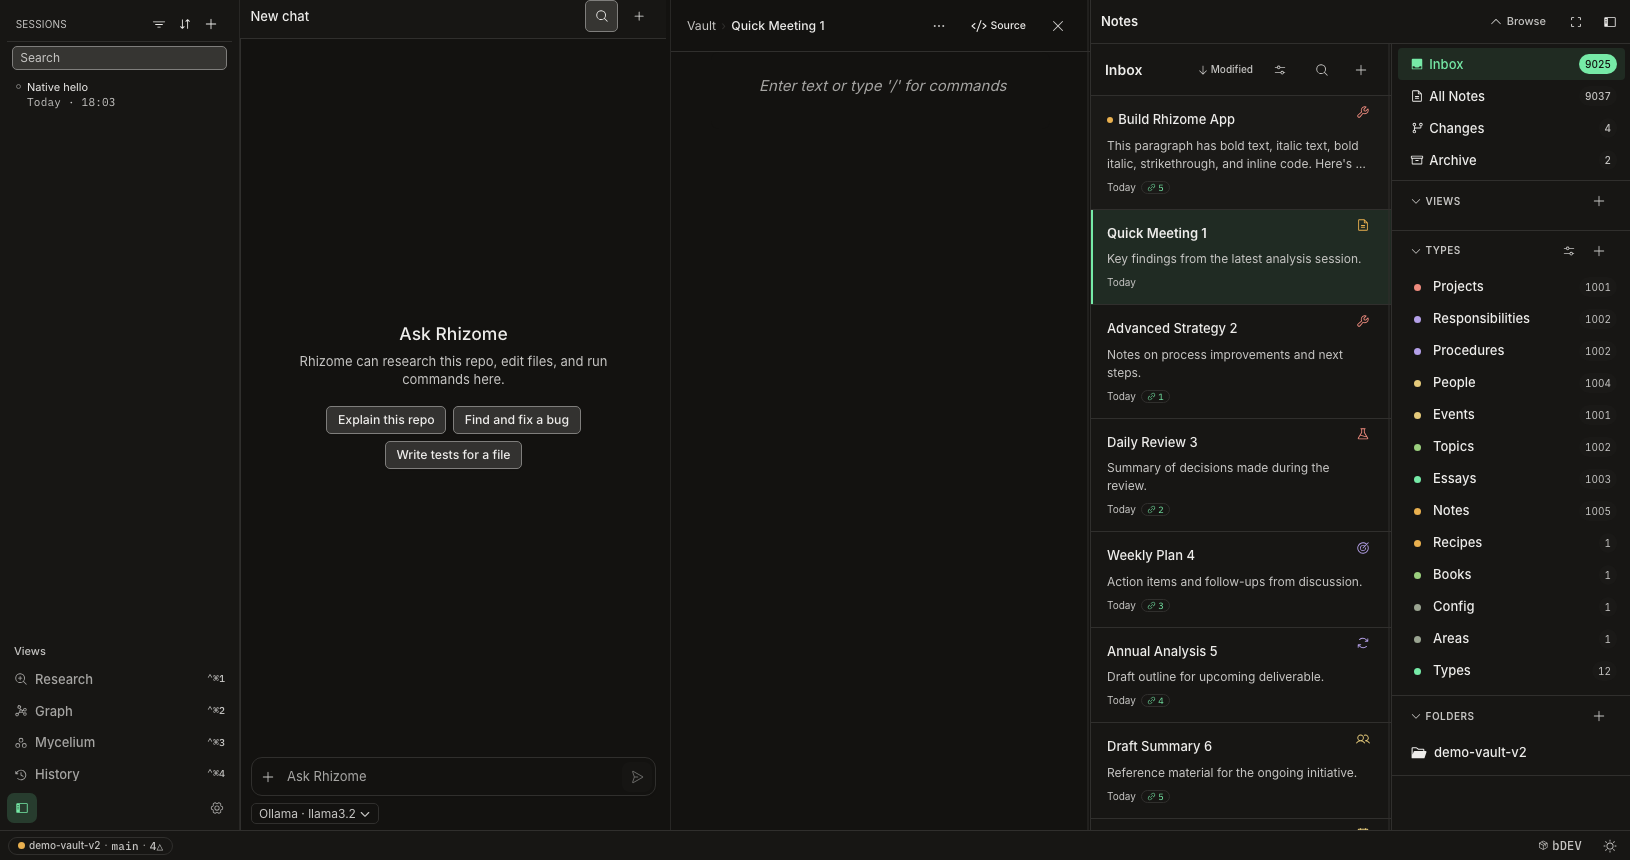 SESSIONS
Search
Native hello
Today · 18:03
Views
Research ⌃⌘1
Graph ⌃⌘2
Mycelium ⌃⌘3
History ⌃⌘4
New chat
Ask Rhizome
Rhizome can research this repo, edit files, and run
commands here.
Explain this repo
Find and fix a bug
Write tests for a file
Ask Rhizome
Ollama · llama3.2
Vault › Quick Meeting 1
</> Source
Enter text or type '/' for commands
Notes
Browse
Inbox
Modified
Build Rhizome App
This paragraph has bold text, italic text, bold
italic, strikethrough, and inline code. Here's ...
Today 5
Quick Meeting 1
Key findings from the latest analysis session.
Today
Advanced Strategy 2
Notes on process improvements and next
steps.
Today 1
Daily Review 3
Summary of decisions made during the
review.
Today 2
Weekly Plan 4
Action items and follow-ups from discussion.
Today 3
Annual Analysis 5
Draft outline for upcoming deliverable.
Today 4
Draft Summary 6
Reference material for the ongoing initiative.
Today 5
Inbox 9025
All Notes 9037
Changes 4
Archive 2
VIEWS
TYPES
Projects 1001
Responsibilities 1002
Procedures 1002
People 1004
Events 1001
Topics 1002
Essays 1003
Notes 1005
Recipes 1
Books 1
Config 1
Areas 1
Types 12
FOLDERS
demo-vault-v2
demo-vault-v2 · main · 4△
bDEV